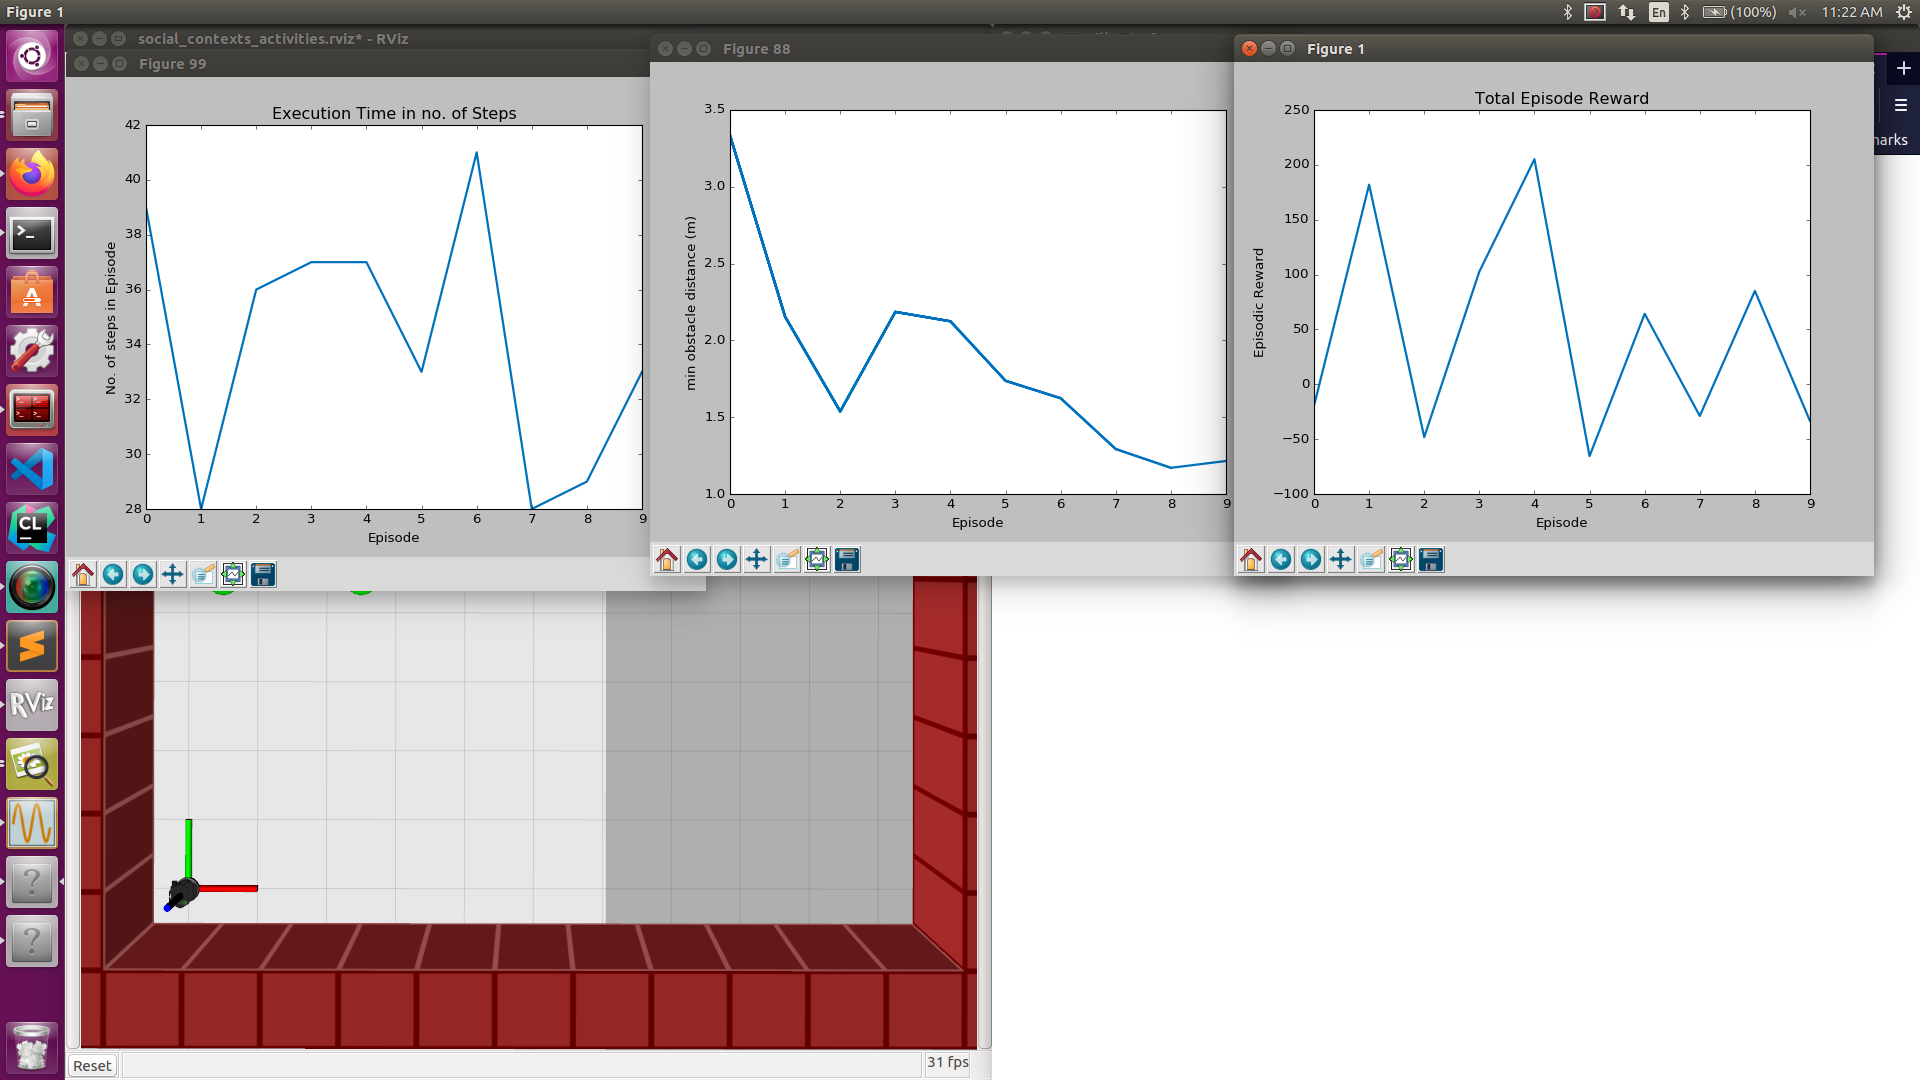 Figure 1
En
(100%)
11:22 AM
social_contexts_activities.rviz* - RViz
Figure 99
Execution Time in no. of Steps
42
40
38
36
34
32
30
28
0 1 2 3 4 5 6 7 8 9
No. of steps in Episode
Episode
Figure 88
3.5
3.0
2.5
2.0
1.5
1.0
0 1 2 3 4 5 6 7 8 9
min obstacle distance (m)
Episode
Figure 1
Total Episode Reward
250
200
150
100
50
0
−50
−100
0 1 2 3 4 5 6 7 8 9
Episodic Reward
Episode
arks
CL
RViz
Reset
31 fps